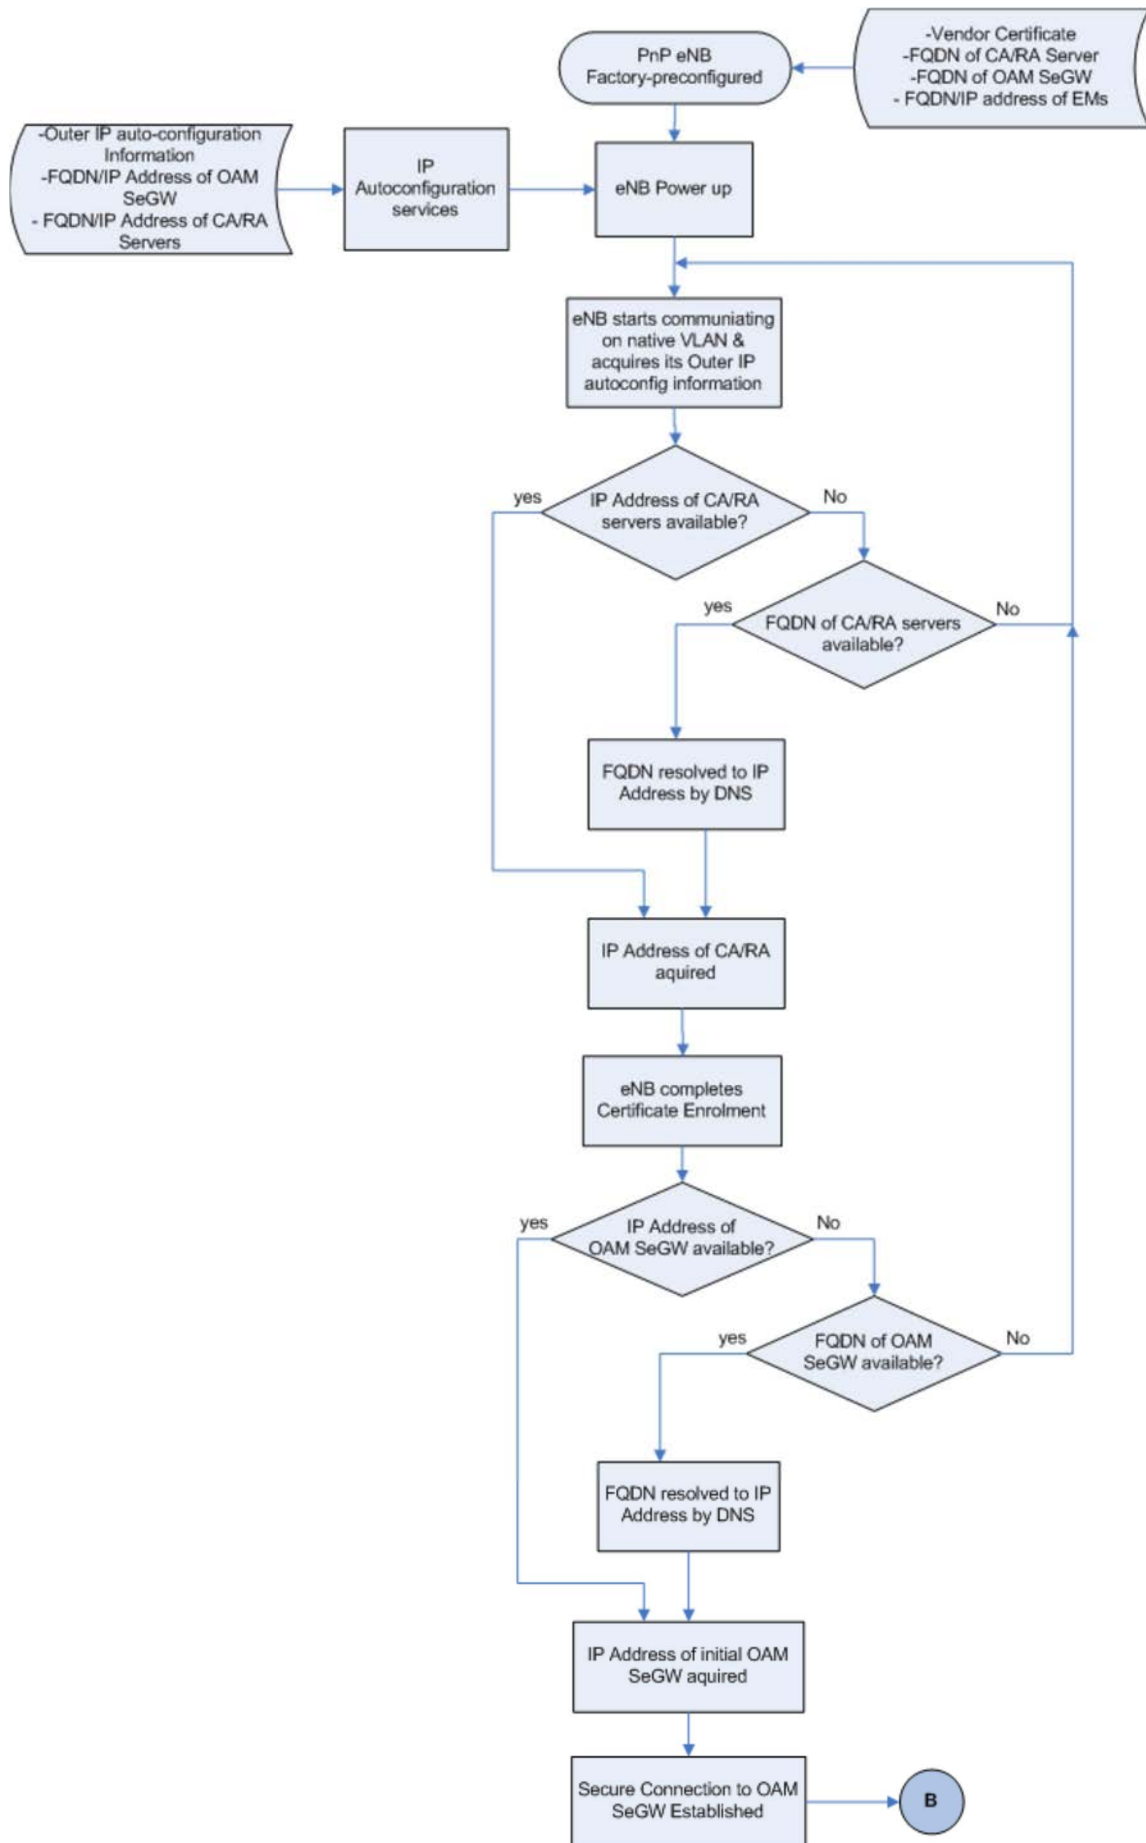 PnP eNB
Factory-preconfigured
-Vendor Certificate
-FQDN of CA/RA Server
-FQDN of OAM SeGW
- FQDN/IP address of EMs
-Outer IP auto-configuration
Information
-FQDN/IP Address of OAM
SeGW
- FQDN/IP Address of CA/RA
Servers
IP
Autoconfiguration
services
eNB Power up
eNB starts communiating
on native VLAN &
acquires its Outer IP
autoconfig information
yes
IP Address of CA/RA
servers available?
No
yes
FQDN of CA/RA servers
available?
No
FQDN resolved to IP
Address by DNS
IP Address of CA/RA
aquired
eNB completes
Certificate Enrolment
yes
IP Address of
OAM SeGW available?
No
yes
FQDN of OAM
SeGW available?
No
FQDN resolved to IP
Address by DNS
IP Address of initial OAM
SeGW aquired
Secure Connection to OAM
SeGW Established
B